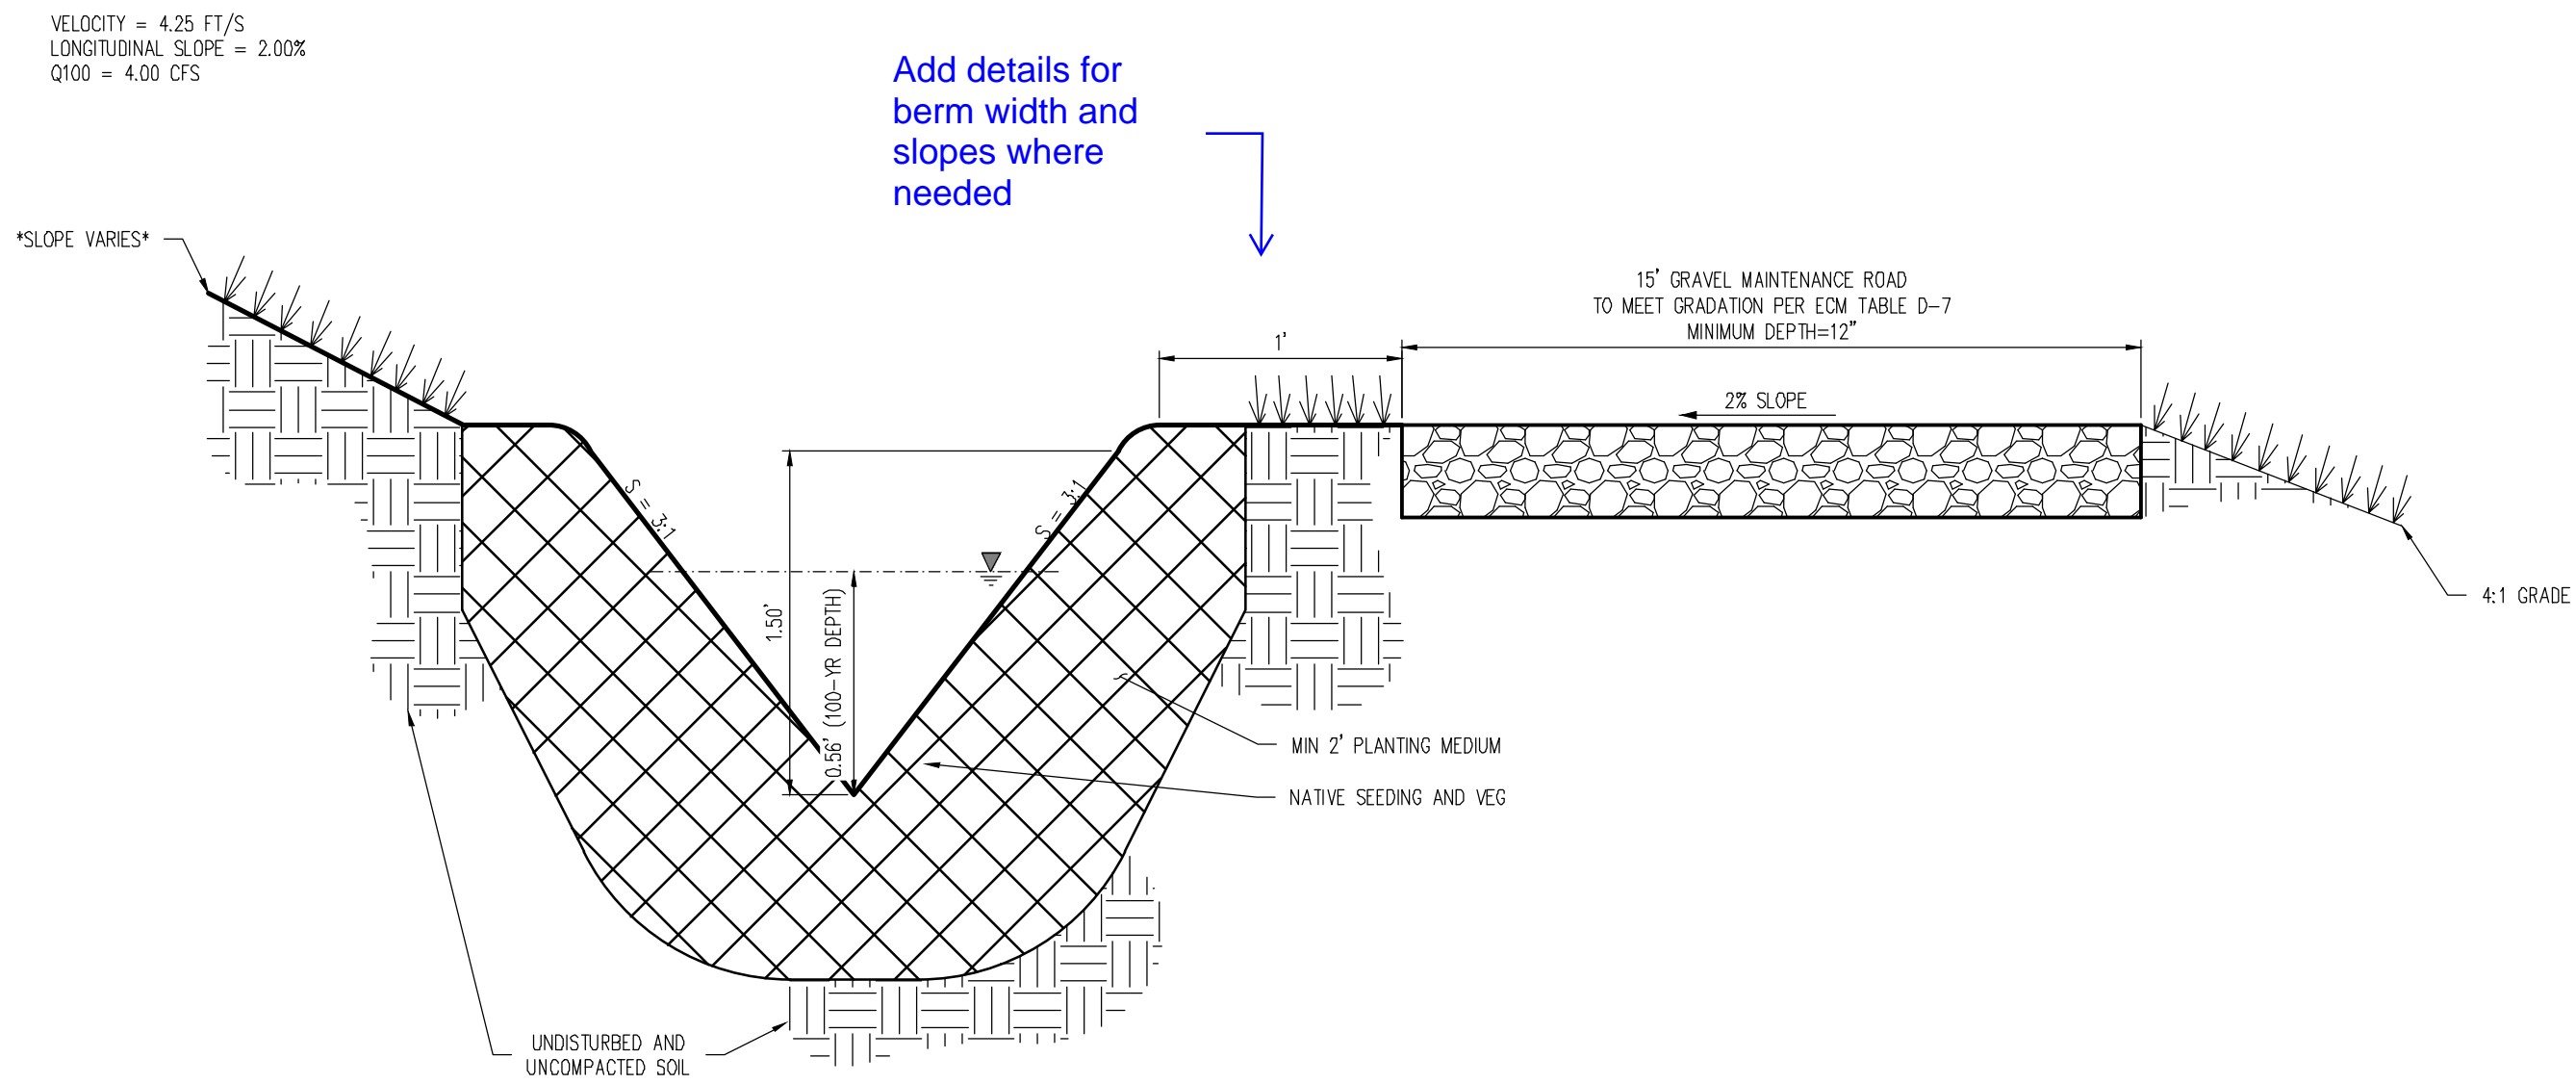 VELOCITY = 4.25 FT/S
LONGITUDINAL SLOPE = 2.00%
Q100 = 4.00 CFS
Add details for
berm width and
slopes where
needed
*SLOPE VARIES*
15' GRAVEL MAINTENANCE ROAD
TO MEET GRADATION PER ECM TABLE D-7
MINIMUM DEPTH=12"
1'
2% SLOPE
S = 3:1
S = 3:1
1.50'
0.56' (100-YR DEPTH)
4:1 GRADE
MIN 2' PLANTING MEDIUM
NATIVE SEEDING AND VEG
UNDISTURBED AND
UNCOMPACTED SOIL